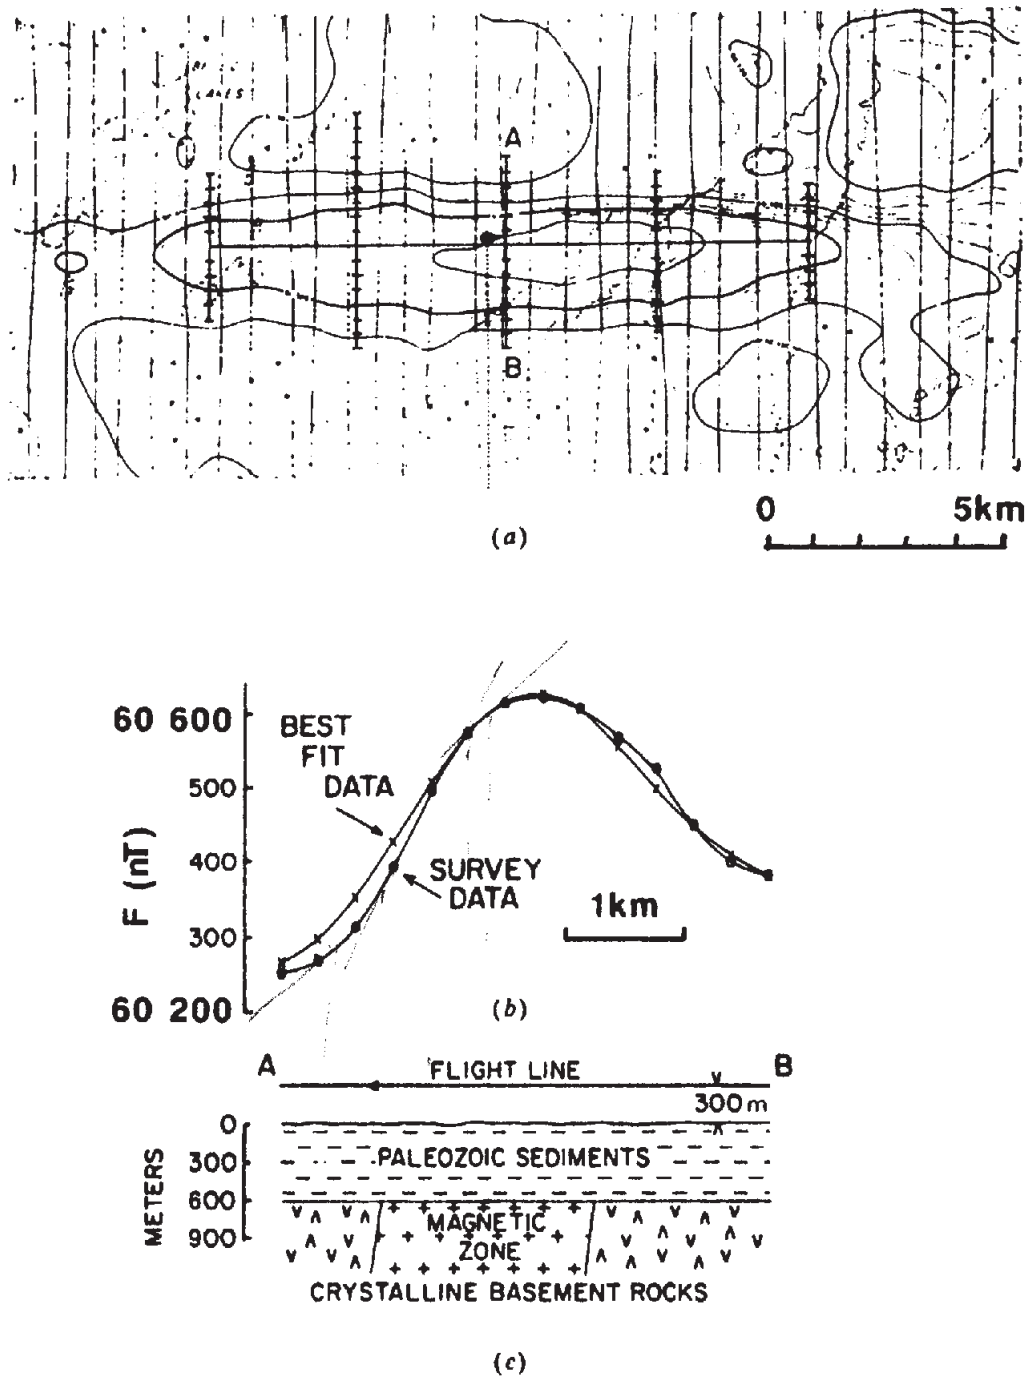 LAKES
A
B
0 5km
(a)
60 600
500
400
300
60 200
F (nT)
BEST
FIT
DATA
SURVEY
DATA
1km
(b)
A FLIGHT LINE B
300m
0
300
600
900
METERS
PALEOZOIC SEDIMENTS
MAGNETIC
ZONE
CRYSTALLINE BASEMENT ROCKS
(c)